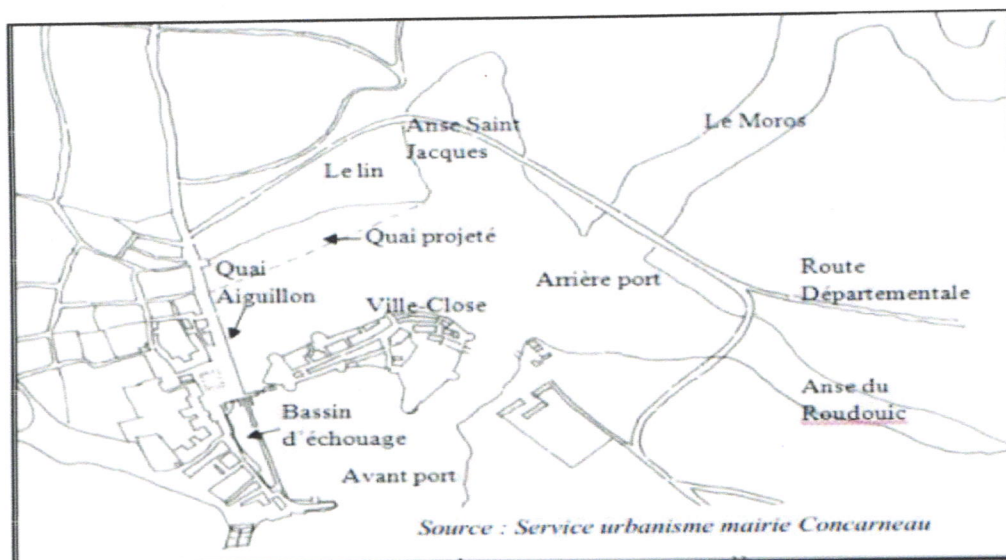 Anse Saint
Jacques
Le Moros
Le lin
Quai projeté
Quai
Aiguillon
Arrière port
Route
Départementale
Ville-Close
Anse du
Roudouic
Bassin
d'échouage
Avant port
Source : Service urbanisme mairie Concarneau